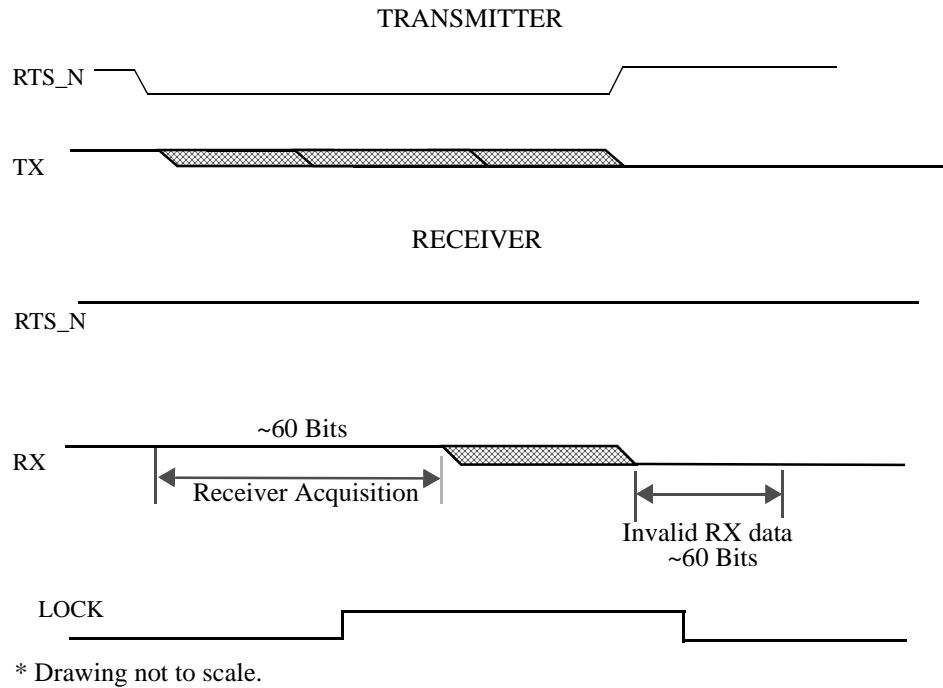 TRANSMITTER
RTS_N
TX
RECEIVER
RTS_N
~60 Bits
RX
Receiver Acquisition
Invalid RX data
~60 Bits
LOCK
* Drawing not to scale.